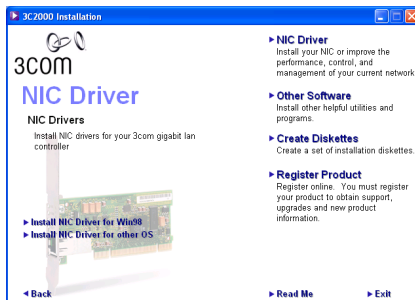 3C2000 Installation
3com
NIC Driver
NIC Drivers
Install NIC drivers for your 3com gigabit lan
controller
Install NIC Driver for Win98
Install NIC Driver for other OS
Back
NIC Driver
Install your NIC or improve the
performance, control, and
management of your current network
Other Software
Install other helpful utilities and
programs.
Create Diskettes
Create a set of installation diskettes.
Register Product
Register online. You must register
your product to obtain support,
upgrades and new product
information.
Read Me
Exit